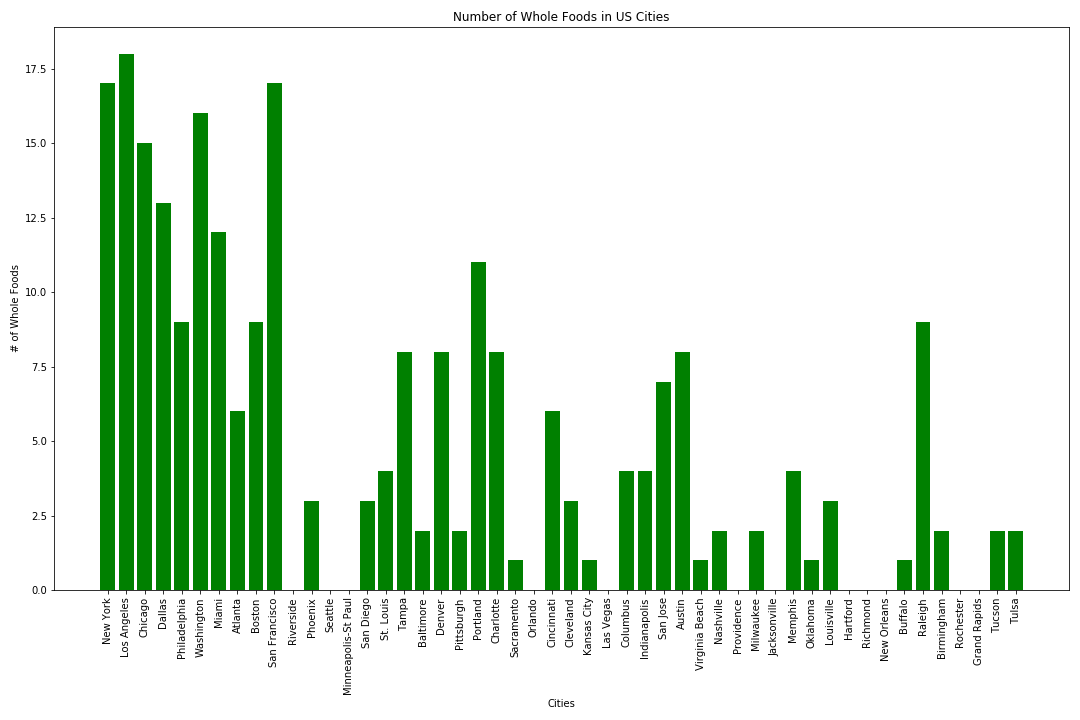 Number of Whole Foods in US Cities
# of Whole Foods
17.5
15.0
12.5
10.0
7.5
5.0
2.5
0.0
New York
Los Angeles
Chicago
Dallas
Philadelphia
Washington
Miami
Atlanta
Boston
San Francisco
Riverside
Phoenix
Seattle
Minneapolis-St Paul
San Diego
St. Louis
Tampa
Baltimore
Denver
Pittsburgh
Portland
Charlotte
Sacramento
Orlando
Cincinnati
Cleveland
Kansas City
Las Vegas
Columbus
Indianapolis
San Jose
Austin
Virginia Beach
Nashville
Providence
Milwaukee
Jacksonville
Memphis
Oklahoma
Louisville
Hartford
Richmond
New Orleans
Buffalo
Raleigh
Birmingham
Rochester
Grand Rapids
Tucson
Tulsa
Cities